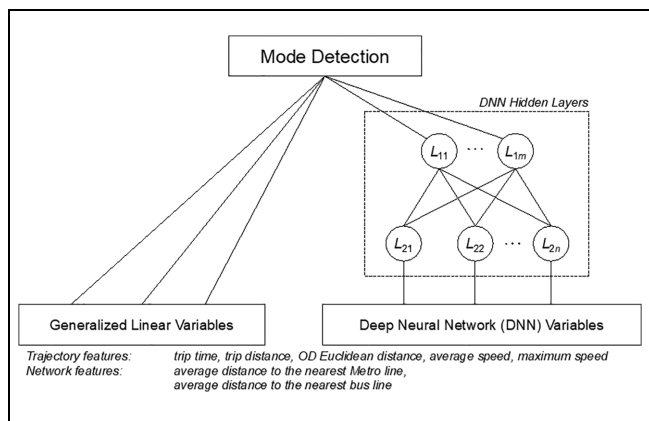 Mode Detection
DNN Hidden Layers
L11 ··· L1m
L21 L22 ··· L2n
Generalized Linear Variables
Deep Neural Network (DNN) Variables
Trajectory features: trip time, trip distance, OD Euclidean distance, average speed, maximum speed
Network features: average distance to the nearest Metro line,
average distance to the nearest bus line